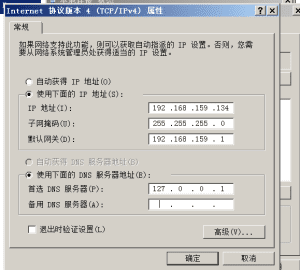 Internet 协议版本 4 (TCP/IPv4) 属性
常规
如果网络支持此功能，则可以获取自动指派的 IP 设置。否则，您需
要从网络系统管理员处获得适当的 IP 设置。
自动获得 IP 地址(O)
使用下面的 IP 地址(S):
IP 地址(I): 192 .168 .159 .134
子网掩码(U): 255 .255 .255 . 0
默认网关(D): 192 .168 .159 . 1
自动获得 DNS 服务器地址(B)
使用下面的 DNS 服务器地址(E):
首选 DNS 服务器(P): 127 . 0 . 0 . 1
备用 DNS 服务器(A): . . .
退出时验证设置(L)
高级(V)...
确定 取消